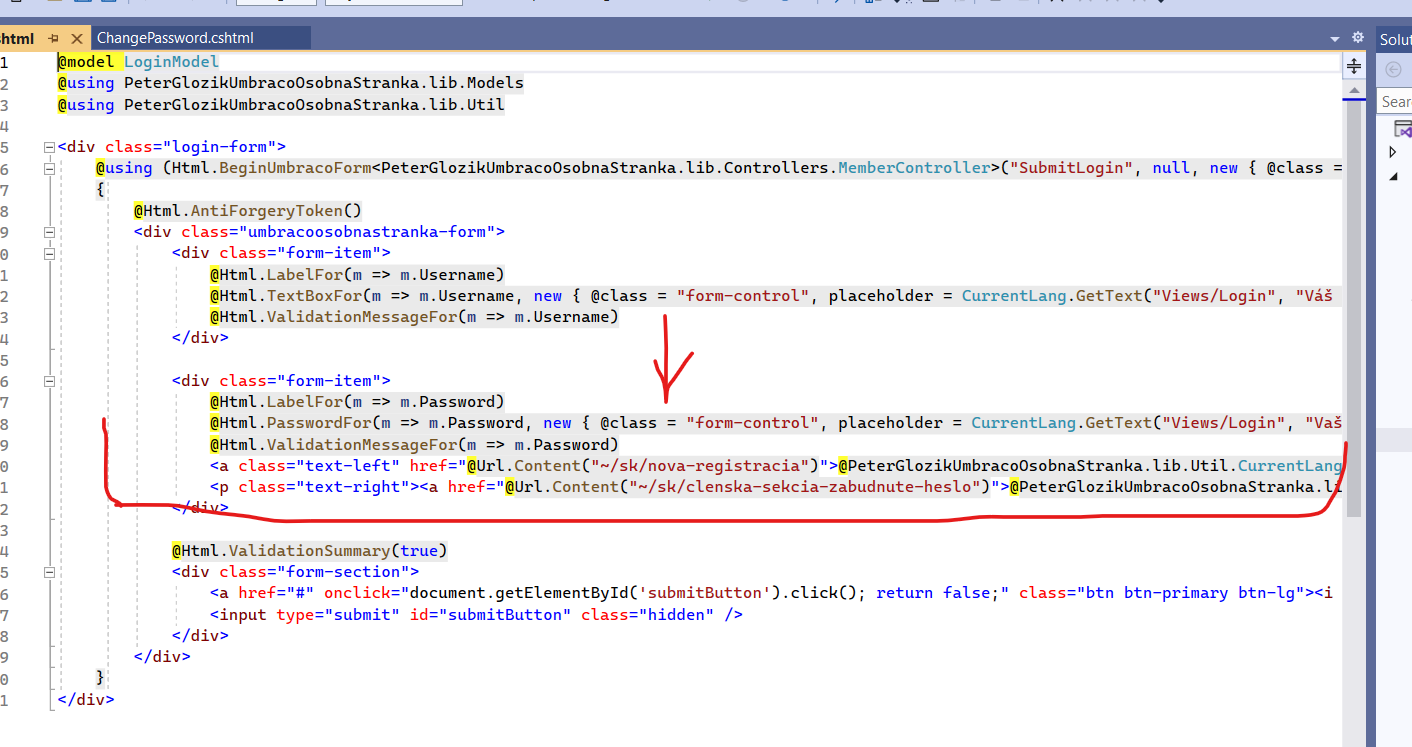 html
ChangePassword.cshtml
Solut
1 @model LoginModel
2 @using PeterGlozikUmbracoOsobnaStranka.lib.Models
3 @using PeterGlozikUmbracoOsobnaStranka.lib.Util
Sear
4
5 <div class="login-form">
6 @using (Html.BeginUmbracoForm<PeterGlozikUmbracoOsobnaStranka.lib.Controllers.MemberController>("SubmitLogin", null, new { @class =
7 {
8 @Html.AntiForgeryToken()
9 <div class="umbracoosobnastranka-form">
0 <div class="form-item">
1 @Html.LabelFor(m => m.Username)
2 @Html.TextBoxFor(m => m.Username, new { @class = "form-control", placeholder = CurrentLang.GetText("Views/Login", "Váš
3 @Html.ValidationMessageFor(m => m.Username)
4 </div>
5
6 <div class="form-item">
7 @Html.LabelFor(m => m.Password)
8 @Html.PasswordFor(m => m.Password, new { @class = "form-control", placeholder = CurrentLang.GetText("Views/Login", "Vaš
9 @Html.ValidationMessageFor(m => m.Password)
0 <a class="text-left" href="@Url.Content("~/sk/nova-registracia")">@PeterGlozikUmbracoOsobnaStranka.lib.Util.CurrentLang
1 <p class="text-right"><a href="@Url.Content("~/sk/clenska-sekcia-zabudnute-heslo")">@PeterGlozikUmbracoOsobnaStranka.li
2 </div>
3
4 @Html.ValidationSummary(true)
5 <div class="form-section">
6 <a href="#" onclick="document.getElementById('submitButton').click(); return false;" class="btn btn-primary btn-lg"><i
7 <input type="submit" id="submitButton" class="hidden" />
8 </div>
9 </div>
0 }
1 </div>